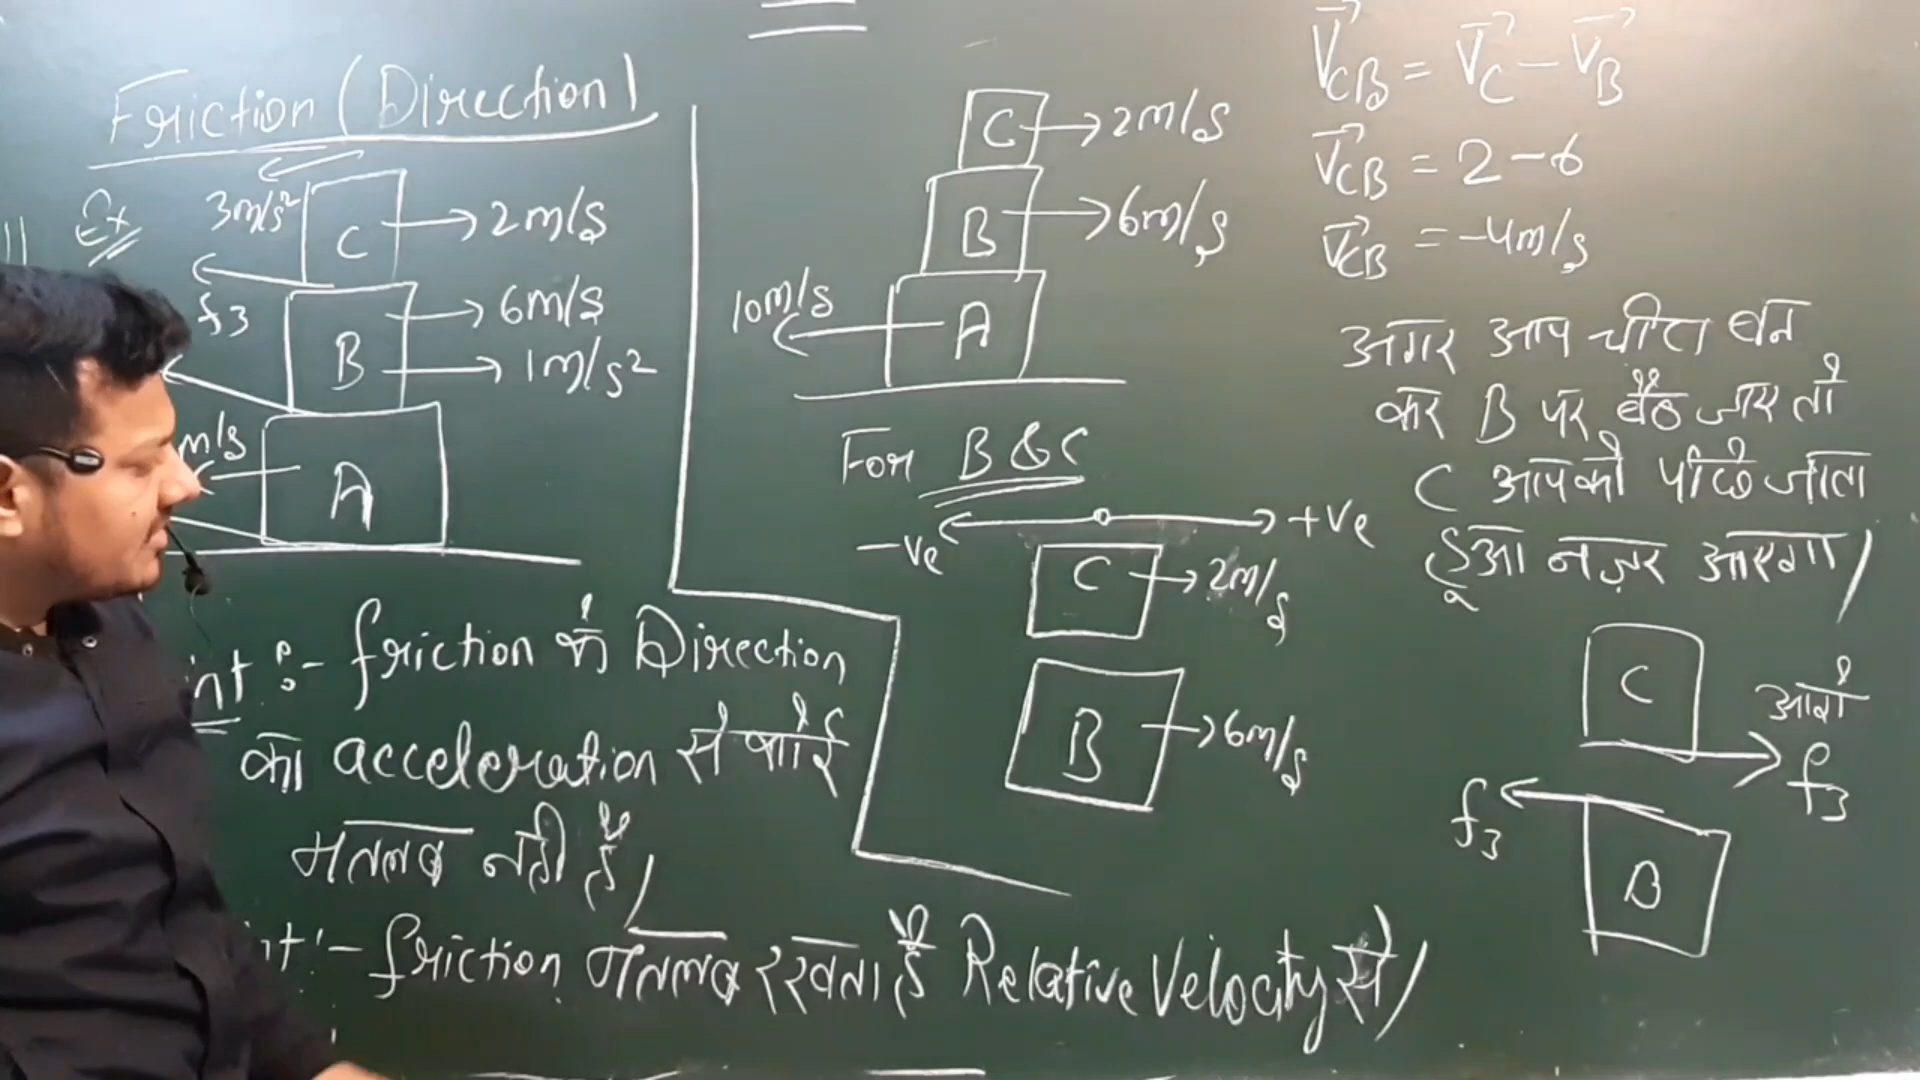 Friction (Direction)
Ex
3m/s²
C
2m/s
f3
B
6m/s
1m/s²
m/s
A
nt :- friction के Direction
का acceleration से कोई
मतलब नहीं है।
nt :- friction मतलब रखता है Relative Velocity से।
C
2m/s
B
6m/s
10m/s
A
For B & C
-ve
+ve
C
2m/s
B
6m/s
V⃗CB = V⃗C - V⃗B
V⃗CB = 2 - 6
V⃗CB = -4m/s
अगर आप चीटा बन
कर B पर बैठ जाए तो
C आपको पीछे जाता
हूआ नज़र आएगा।
C
आगे
f3
f3
B